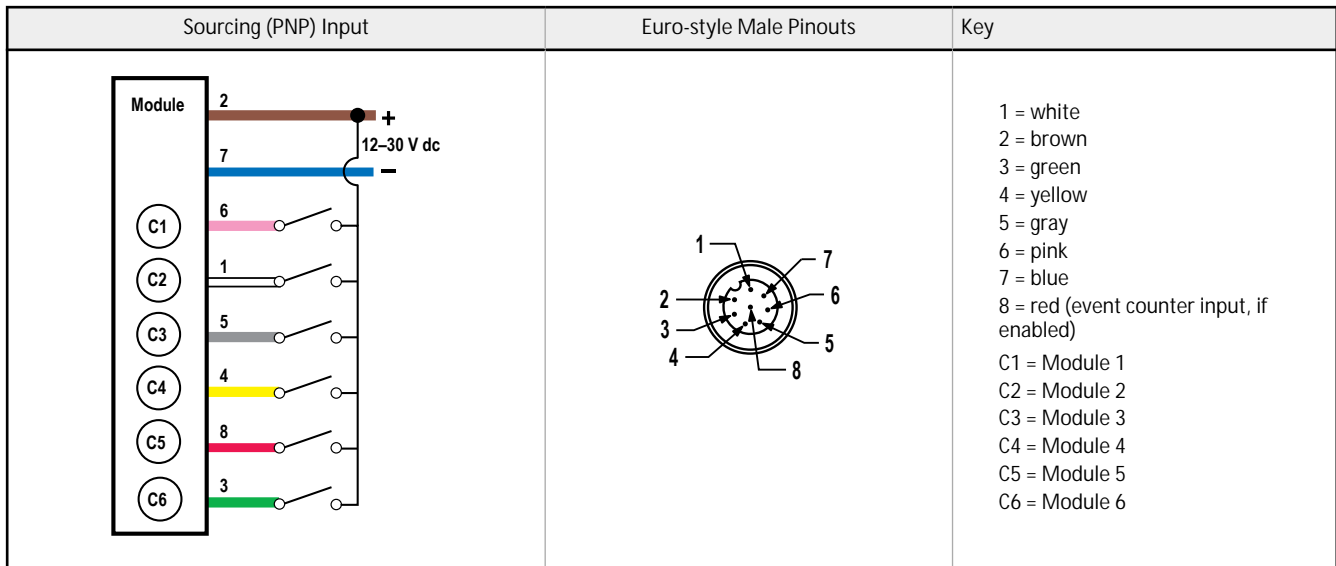 Sourcing (PNP) Input
Euro-style Male Pinouts
Key
Module
2
+
12–30 V dc
7
–
C1
6
C2
1
C3
5
C4
4
C5
8
C6
3
1
2
3
4
7
6
5
8
1 = white
2 = brown
3 = green
4 = yellow
5 = gray
6 = pink
7 = blue
8 = red (event counter input, if
enabled)
C1 = Module 1
C2 = Module 2
C3 = Module 3
C4 = Module 4
C5 = Module 5
C6 = Module 6